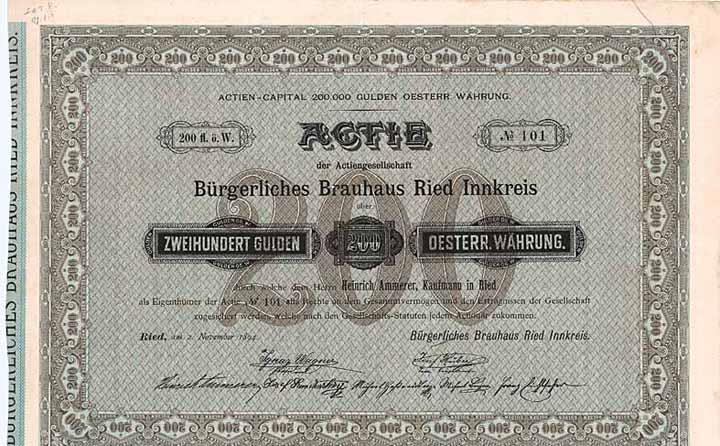 ACTIEN-CAPITAL 200.000 GULDEN OESTERR. WÄHRUNG.
200 fl. ö. W.
ACTIE
№ 101
der Actiengesellschaft
Bürgerliches Brauhaus Ried Innkreis
über
ZWEIHUNDERT GULDEN
200
OESTERR. WÄHRUNG.
durch welche dem Herrn Heinrich Ammerer, Kaufmann in Ried
als Eigenthümer der Actie № 101 alle Rechte an dem Gesammtvermögen und den Erträgnissen der Gesellschaft
zugesichert werden, welche nach den Gesellschafts-Statuten jedem Actionär zukommen.
Ried, am 2. November 1894.
Bürgerliches Brauhaus Ried Innkreis.
Ignaz Wagner
BÜRGERLICHES BRAUHAUS RIED INNKREIS.